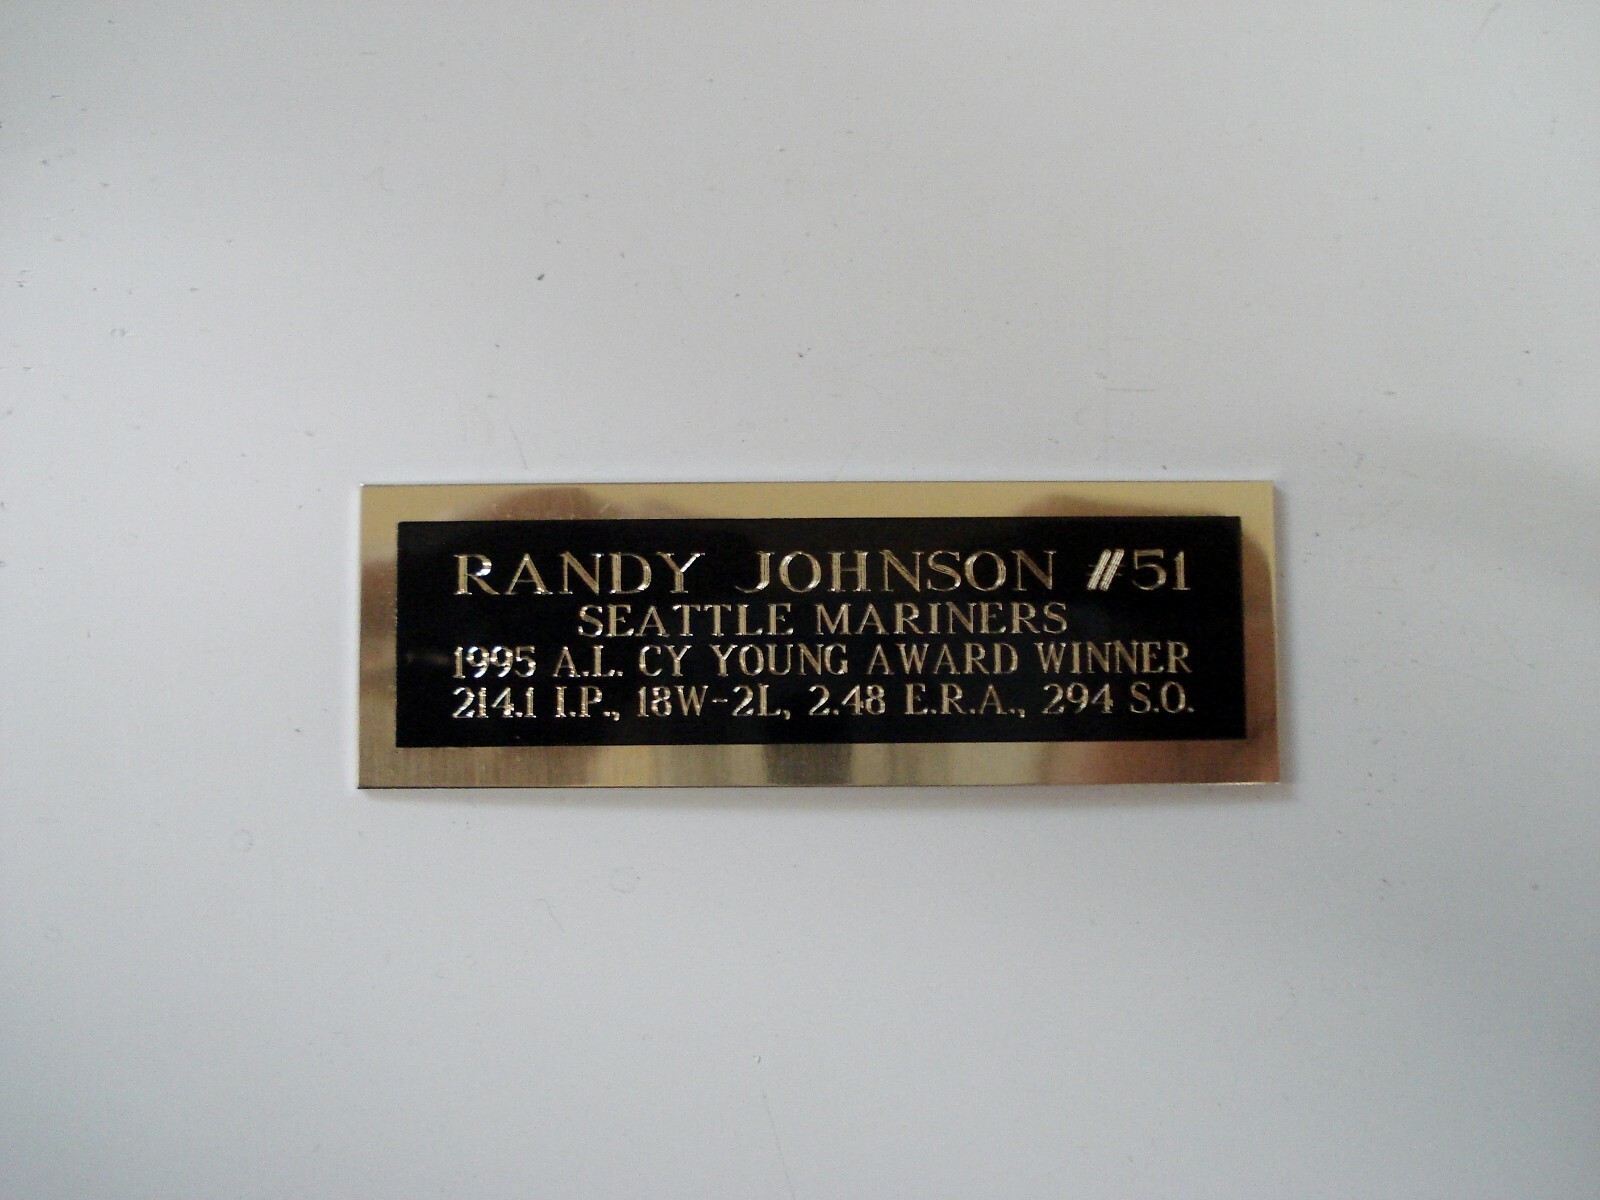 RANDY JOHNSON #51
SEATTLE MARINERS
1995 A.L. CY YOUNG AWARD WINNER
214.1 I.P., 18W-2L, 2.48 E.R.A., 294 S.O.